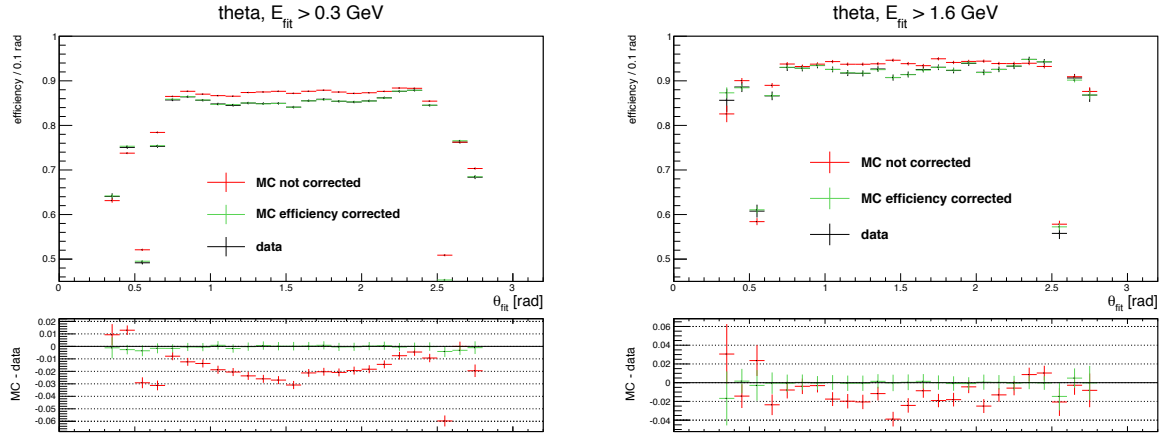 theta, E_fit > 0.3 GeV
efficiency / 0.1 rad
1
0.9
0.8
0.7
0.6
0.5
MC not corrected
MC efficiency corrected
data
0 0.5 1 1.5 2 2.5 3
θ_fit [rad]
MC - data
0.02
0.01
0
-0.01
-0.02
-0.03
-0.04
-0.05
-0.06
theta, E_fit > 1.6 GeV
efficiency / 0.1 rad
1
0.9
0.8
0.7
0.6
0.5
MC not corrected
MC efficiency corrected
data
0 0.5 1 1.5 2 2.5 3
θ_fit [rad]
MC - data
0.06
0.04
0.02
0
-0.02
-0.04